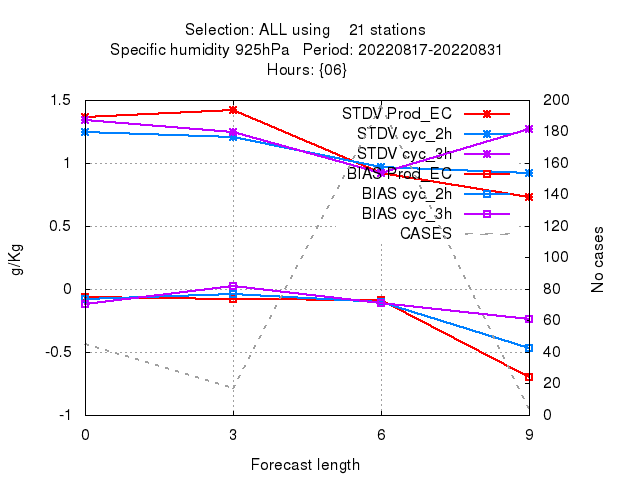 Selection: ALL using    21 stations
Specific humidity 925hPa   Period: 20220817-20220831
Hours: {06}
1.5
1
0.5
0
-0.5
-1
g/Kg
200
180
160
140
120
100
80
60
40
20
0
No cases
STDV Prod_EC
STDV cyc_2h
STDV cyc_3h
BIAS Prod_EC
BIAS cyc_2h
BIAS cyc_3h
CASES
0 3 6 9
Forecast length